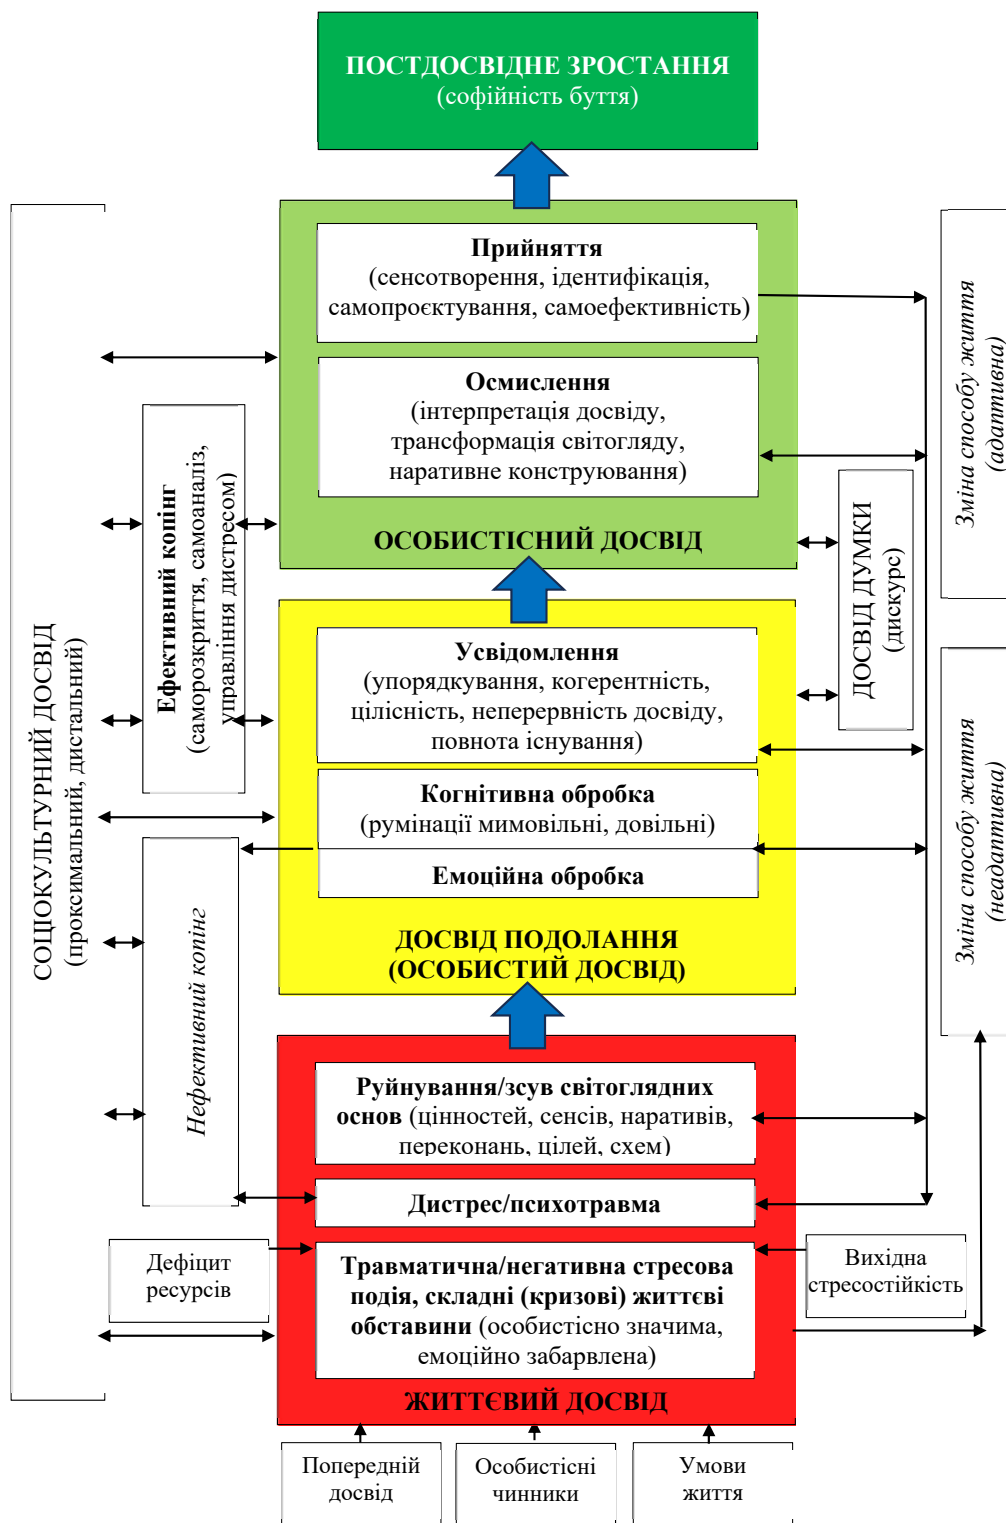 ПОСТДОСВІДНЕ ЗРОСТАННЯ
(софійність буття)
Прийняття
(сенсотворення, ідентифікація,
самопроєктування, самоефективність)
Осмислення
(інтерпретація досвіду,
трансформація світогляду,
наративне конструювання)
ОСОБИСТІСНИЙ ДОСВІД
Усвідомлення
(упорядкування, когерентність,
цілісність, неперервність досвіду,
повнота існування)
Когнітивна обробка
(румінації мимовільні, довільні)
Емоційна обробка
ДОСВІД ПОДОЛАННЯ
(ОСОБИСТИЙ ДОСВІД)
Руйнування/зсув світоглядних
основ (цінностей, сенсів, наративів,
переконань, цілей, схем)
Дистрес/психотравма
Травматична/негативна стресова
подія, складні (кризові) життєві
обставини (особистісно значима,
емоційно забарвлена)
ЖИТТЄВИЙ ДОСВІД
СОЦІОКУЛЬТУРНИЙ ДОСВІД
(проксимальний, дистальний)
Ефективний копінг
(саморозкриття, самоаналіз,
управління дистресом)
Нефективний копінг
Дефіцит
ресурсів
ДОСВІД ДУМКИ
(дискурс)
Зміна способу життя
(адаптивна)
Зміна способу життя
(неадаптивна)
Вихідна
стресостійкість
Попередній
досвід
Особистісні
чинники
Умови
життя